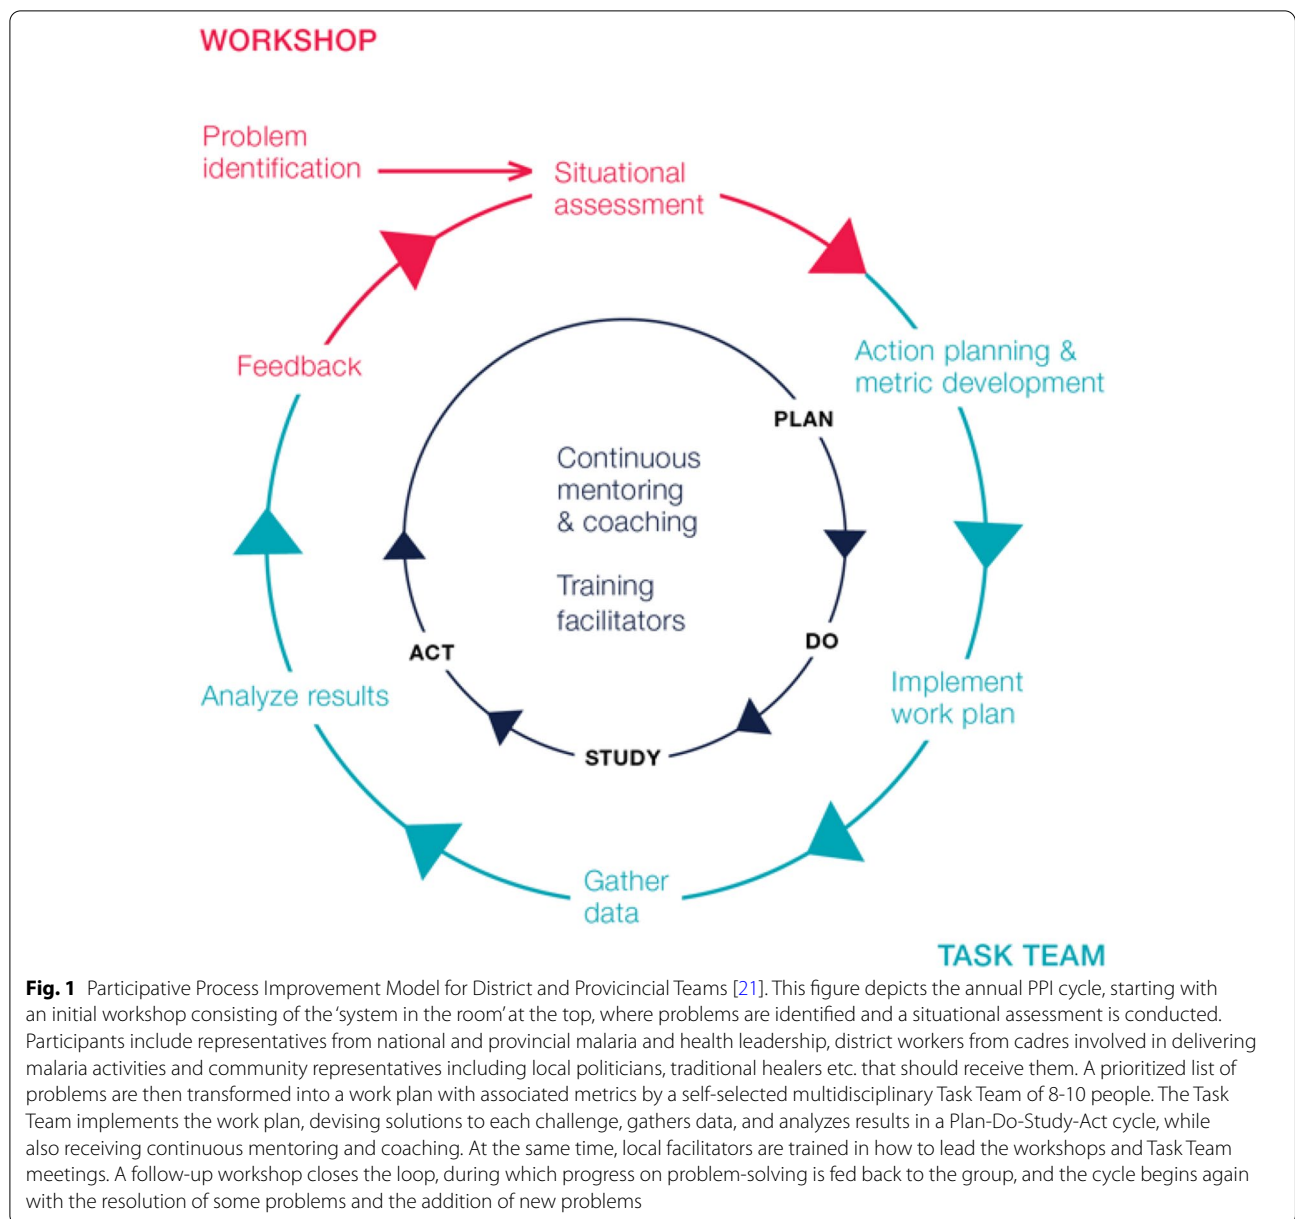 WORKSHOP
Problem
identification
Situational
assessment
Action planning &
metric development
Feedback
PLAN
Continuous
mentoring
& coaching
Training
facilitators
DO
ACT
Implement
work plan
Analyze results
STUDY
Gather
data
TASK TEAM
Fig. 1 Participative Process Improvement Model for District and Provicincial Teams [21]. This figure depicts the annual PPI cycle, starting with
an initial workshop consisting of the ‘system in the room’ at the top, where problems are identified and a situational assessment is conducted.
Participants include representatives from national and provincial malaria and health leadership, district workers from cadres involved in delivering
malaria activities and community representatives including local politicians, traditional healers etc. that should receive them. A prioritized list of
problems are then transformed into a work plan with associated metrics by a self-selected multidisciplinary Task Team of 8-10 people. The Task
Team implements the work plan, devising solutions to each challenge, gathers data, and analyzes results in a Plan-Do-Study-Act cycle, while
also receiving continuous mentoring and coaching. At the same time, local facilitators are trained in how to lead the workshops and Task Team
meetings. A follow-up workshop closes the loop, during which progress on problem-solving is fed back to the group, and the cycle begins again
with the resolution of some problems and the addition of new problems